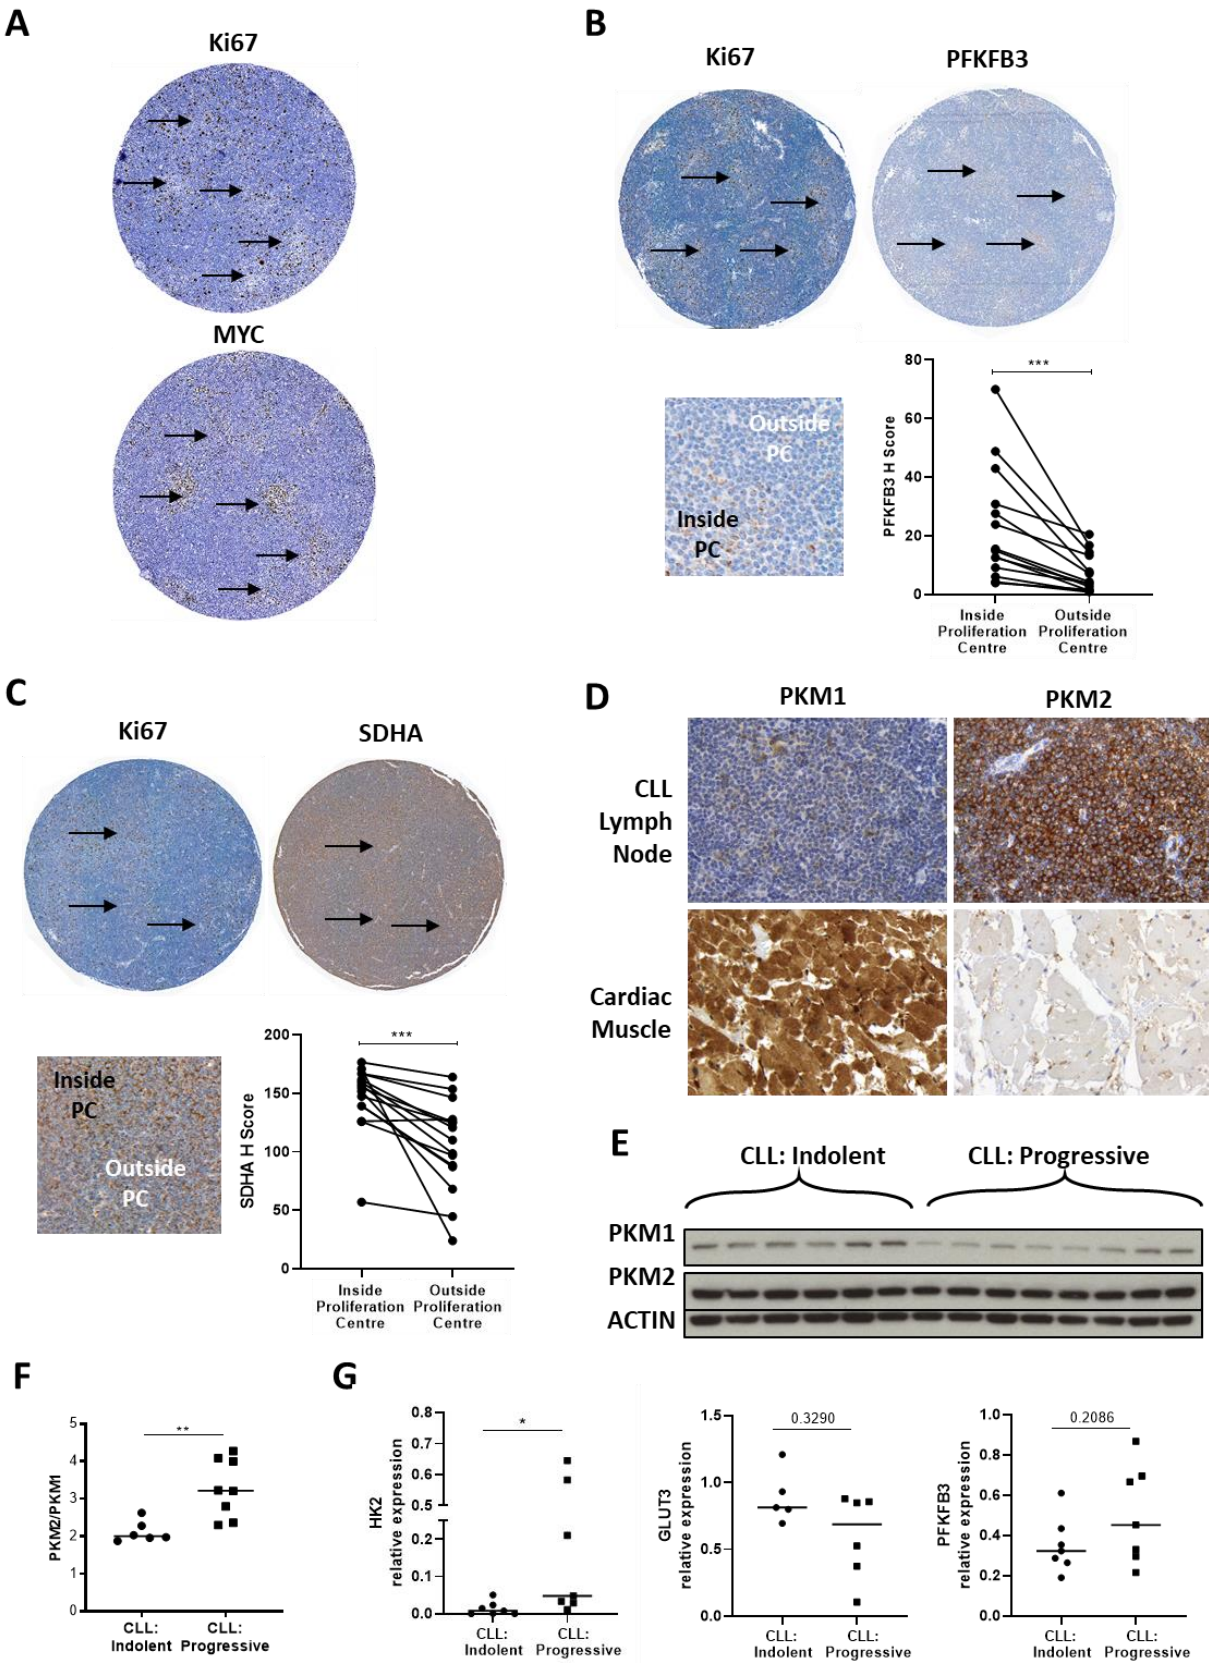 A
Ki67
MYC
B
Ki67
PFKFB3
Outside
PC
Inside
PC
***
PFKFB3 H Score
80
60
40
20
0
Inside
Proliferation
Centre
Outside
Proliferation
Centre
C
Ki67
SDHA
Inside
PC
Outside
PC
***
SDHA H Score
200
150
100
50
0
Inside
Proliferation
Centre
Outside
Proliferation
Centre
D
PKM1
PKM2
CLL
Lymph
Node
Cardiac
Muscle
E
CLL: Indolent
CLL: Progressive
PKM1
PKM2
ACTIN
F
PKM2/PKM1
5
4
3
2
1
0
**
CLL:
Indolent
CLL:
Progressive
G
HK2
relative expression
0.8
0.7
0.6
0.5
0.2
0.1
0.0
*
CLL:
Indolent
CLL:
Progressive
GLUT3
relative expression
1.5
1.0
0.5
0.0
0.3290
CLL:
Indolent
CLL:
Progressive
PFKFB3
relative expression
1.0
0.8
0.6
0.4
0.2
0.0
0.2086
CLL:
Indolent
CLL:
Progressive